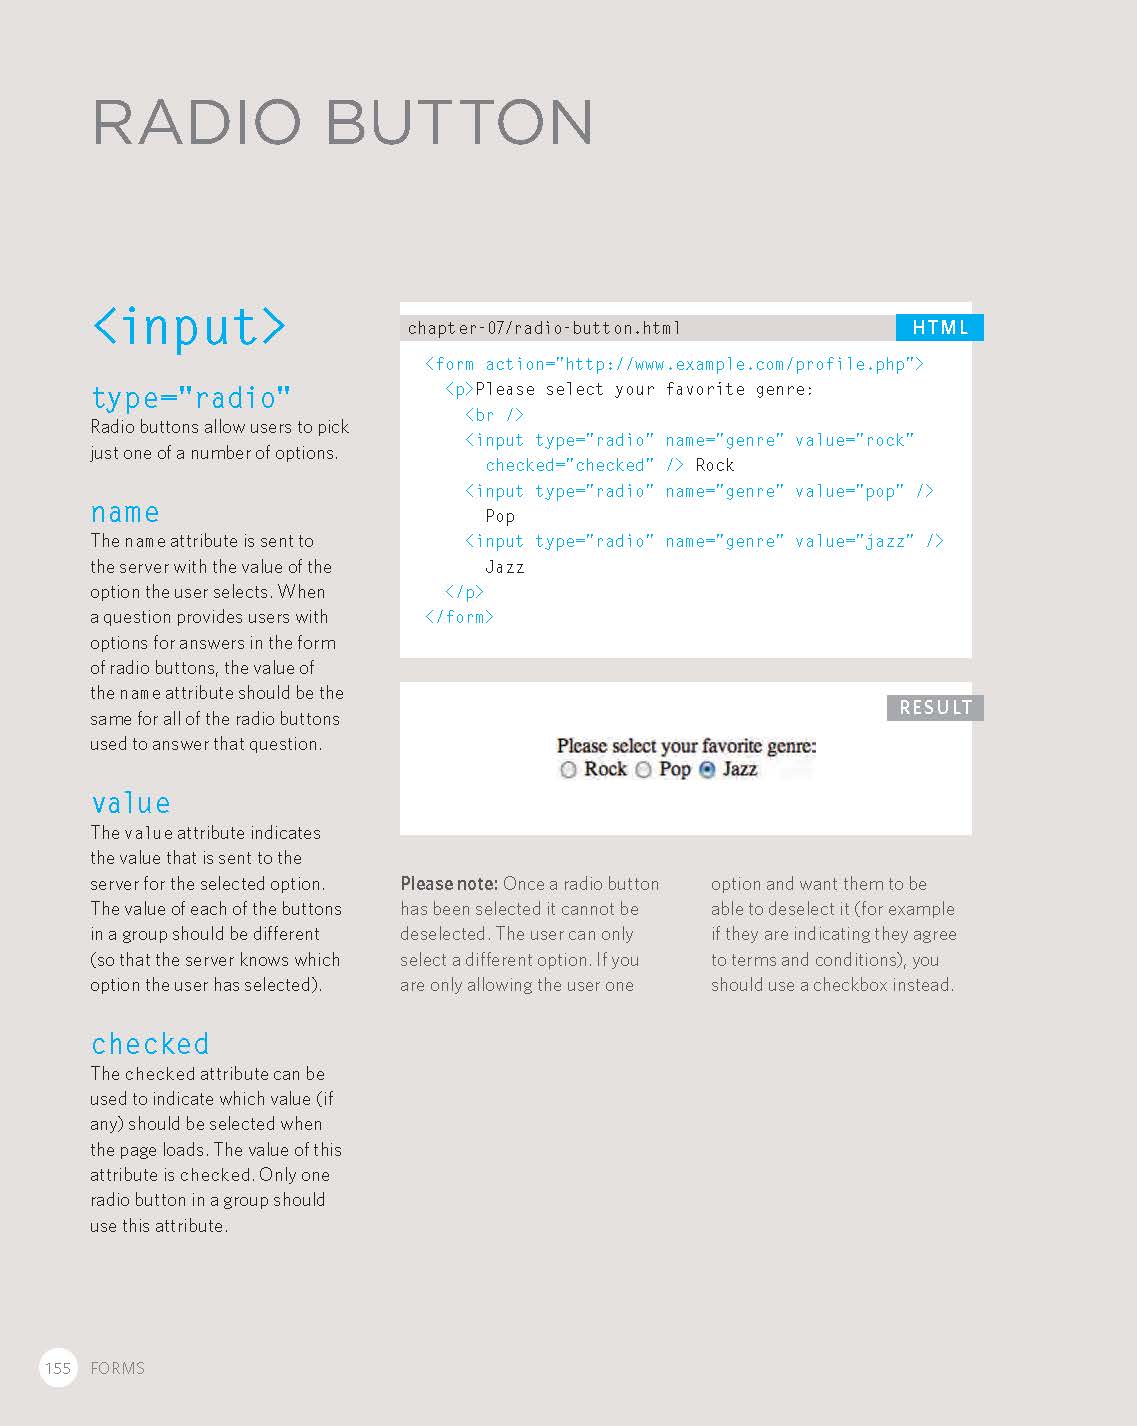 RADIO BUTTON
<input>
type="radio"
Radio buttons allow users to pick
just one of a number of options.
name
The name attribute is sent to
the server with the value of the
option the user selects. When
a question provides users with
options for answers in the form
of radio buttons, the value of
the name attribute should be the
same for all of the radio buttons
used to answer that question.
value
The value attribute indicates
the value that is sent to the
server for the selected option.
The value of each of the buttons
in a group should be different
(so that the server knows which
option the user has selected).
checked
The checked attribute can be
used to indicate which value (if
any) should be selected when
the page loads. The value of this
attribute is checked. Only one
radio button in a group should
use this attribute.
chapter-07/radio-button.html
HTML
<form action="http://www.example.com/profile.php">
<p>Please select your favorite genre:
<br />
<input type="radio" name="genre" value="rock"
checked="checked" /> Rock
<input type="radio" name="genre" value="pop" />
Pop
<input type="radio" name="genre" value="jazz" />
Jazz
</p>
</form>
RESULT
Please select your favorite genre:
Rock Pop Jazz
Please note: Once a radio button
has been selected it cannot be
deselected. The user can only
select a different option. If you
are only allowing the user one
option and want them to be
able to deselect it (for example
if they are indicating they agree
to terms and conditions), you
should use a checkbox instead.
155 FORMS